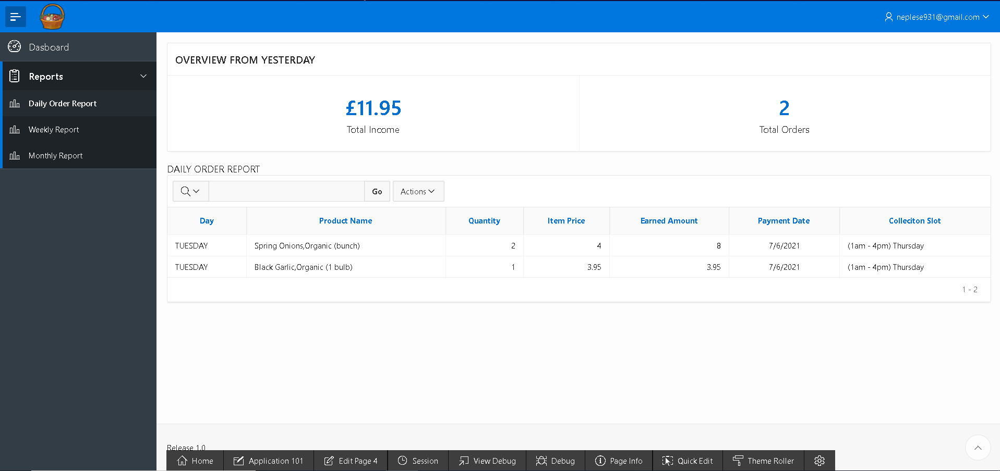 neplese931@gmail.com
Dasboard
Reports
Daily Order Report
Weekly Report
Monthly Report
OVERVIEW FROM YESTERDAY
£11.95
Total Income
2
Total Orders
DAILY ORDER REPORT
Go Actions
Day Product Name Quantity Item Price Earned Amount Payment Date Colleciton Slot
TUESDAY Spring Onions,Organic (bunch) 2 4 8 7/6/2021 (1am - 4pm) Thursday
TUESDAY Black Garlic,Organic (1 bulb) 1 3.95 3.95 7/6/2021 (1am - 4pm) Thursday
1 - 2
Release 1.0
Home Application 101 Edit Page 4 Session View Debug Debug Page Info Quick Edit Theme Roller